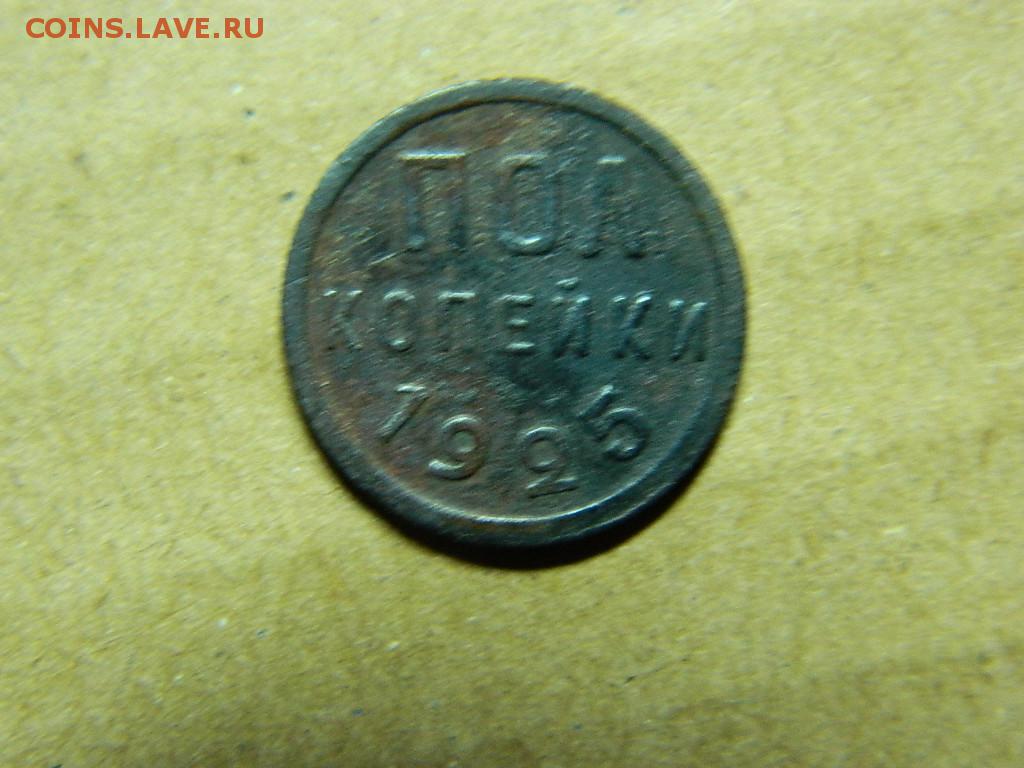 COINS.LAVE.RU
ПОЛ
КОПЕЙКИ
1925